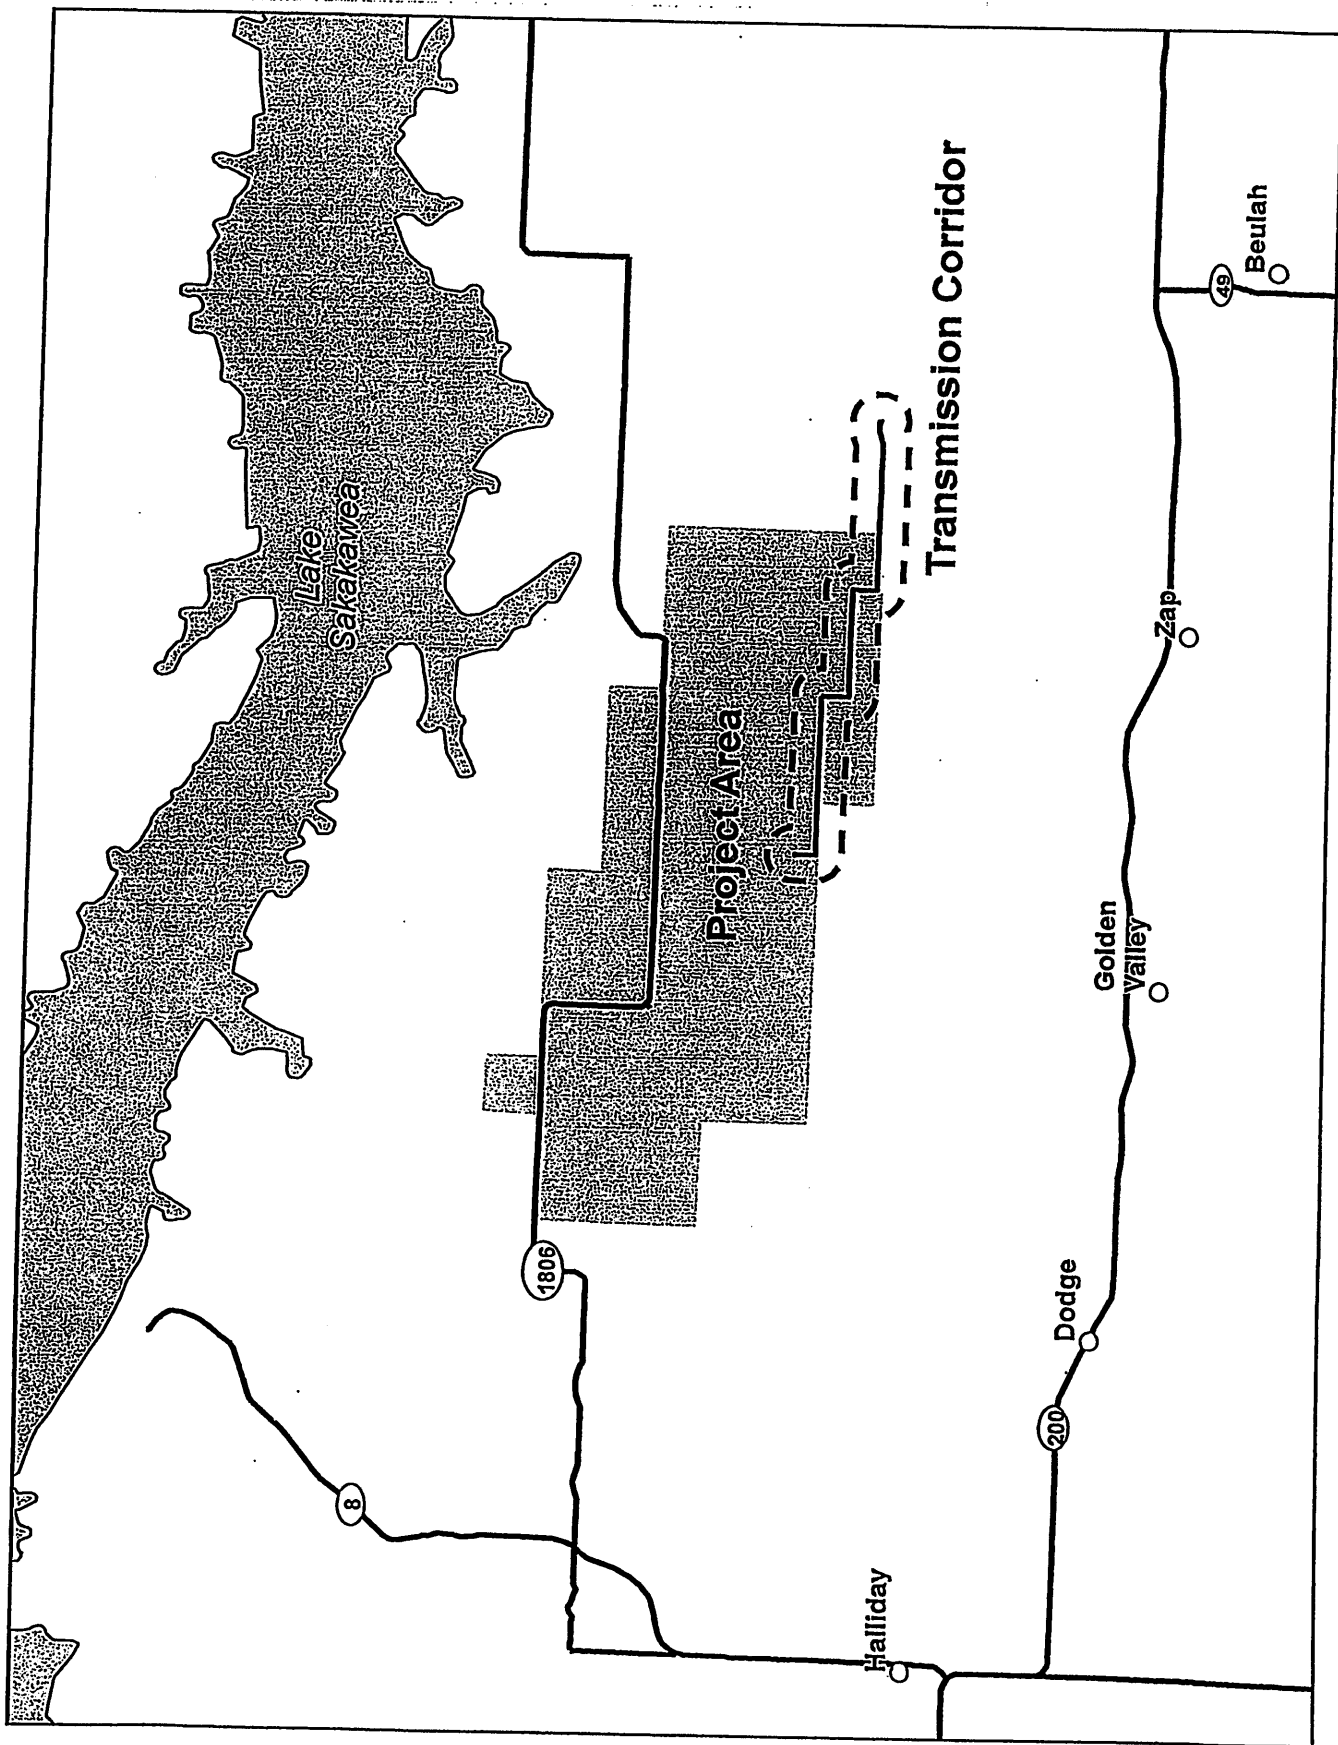 Lake
Sakakawea
8
1806
Project Area
Transmission Corridor
Halliday
200
Dodge
Golden
Valley
Zap
49
Beulah